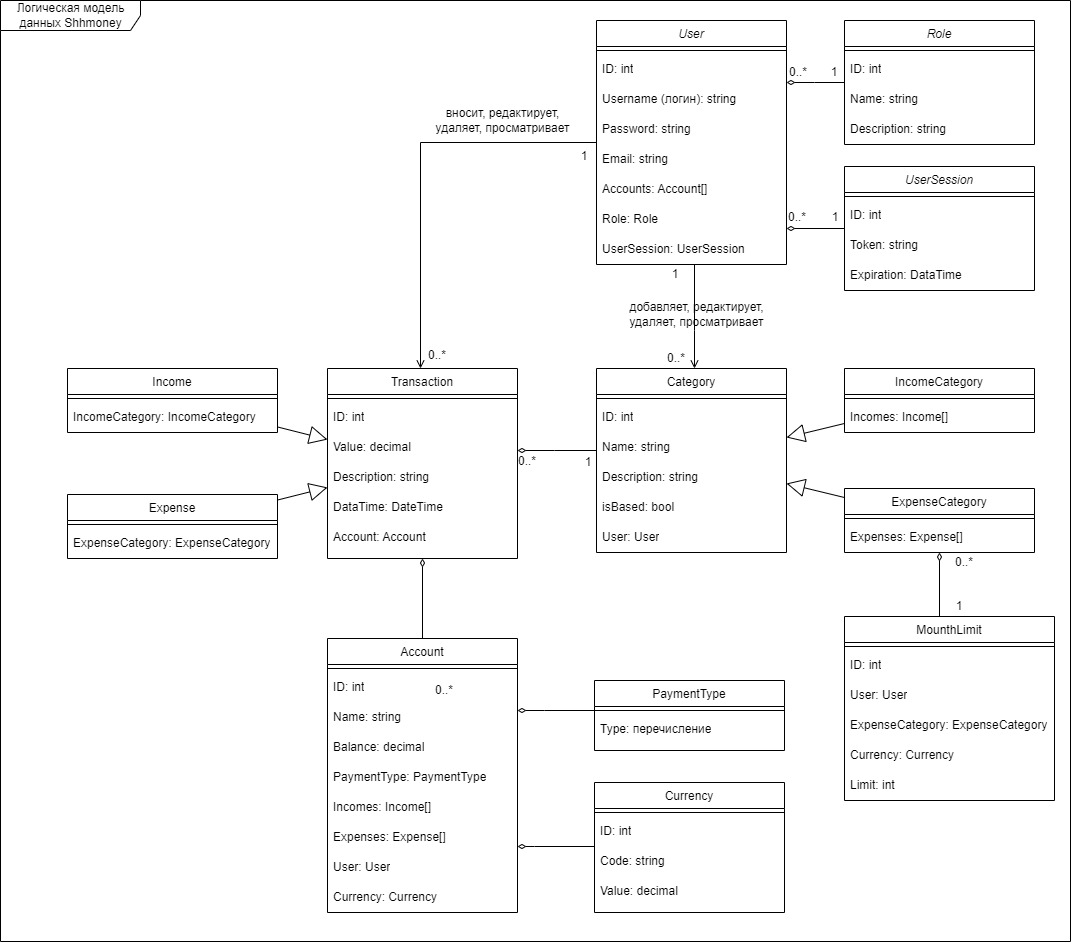 Логическая модель
данных Shhmoney
User
ID: int
Username (логин): string
Password: string
Email: string
Accounts: Account[]
Role: Role
UserSession: UserSession
0..*
1
Role
ID: int
Name: string
Description: string
0..*
1
UserSession
ID: int
Token: string
Expiration: DataTime
вносит, редактирует,
удаляет, просматривает
1
0..*
1
добавляет, редактирует,
удаляет, просматривает
0..*
Income
IncomeCategory: IncomeCategory
Expense
ExpenseCategory: ExpenseCategory
Transaction
ID: int
Value: decimal
Description: string
DataTime: DateTime
Account: Account
0..*
1
Category
ID: int
Name: string
Description: string
isBased: bool
User: User
IncomeCategory
Incomes: Income[]
ExpenseCategory
Expenses: Expense[]
0..*
1
MounthLimit
ID: int
User: User
ExpenseCategory: ExpenseCategory
Currency: Currency
Limit: int
Account
ID: int
0..*
Name: string
Balance: decimal
PaymentType: PaymentType
Incomes: Income[]
Expenses: Expense[]
User: User
Currency: Currency
PaymentType
Type: перечисление
Currency
ID: int
Code: string
Value: decimal